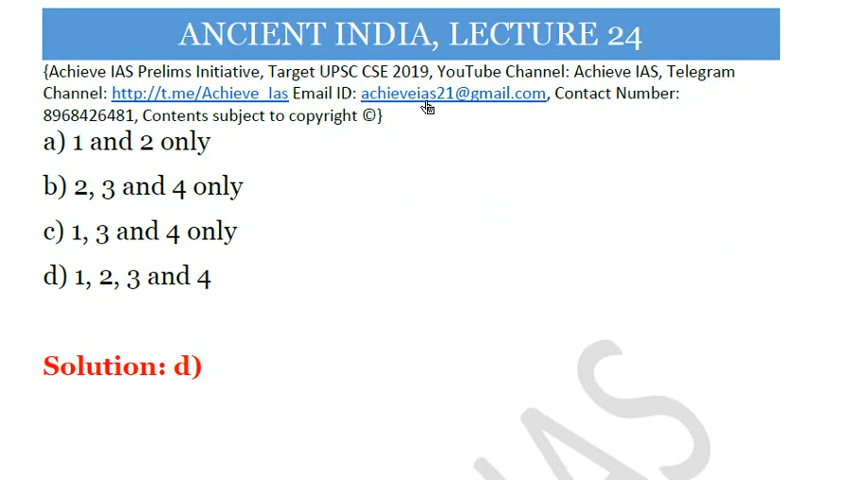 ANCIENT INDIA, LECTURE 24
{Achieve IAS Prelims Initiative, Target UPSC CSE 2019, YouTube Channel: Achieve IAS, Telegram
Channel: http://t.me/Achieve_Ias Email ID: achieveias21@gmail.com, Contact Number:
8968426481, Contents subject to copyright ©}
a) 1 and 2 only
b) 2, 3 and 4 only
c) 1, 3 and 4 only
d) 1, 2, 3 and 4
Solution: d)
IAS